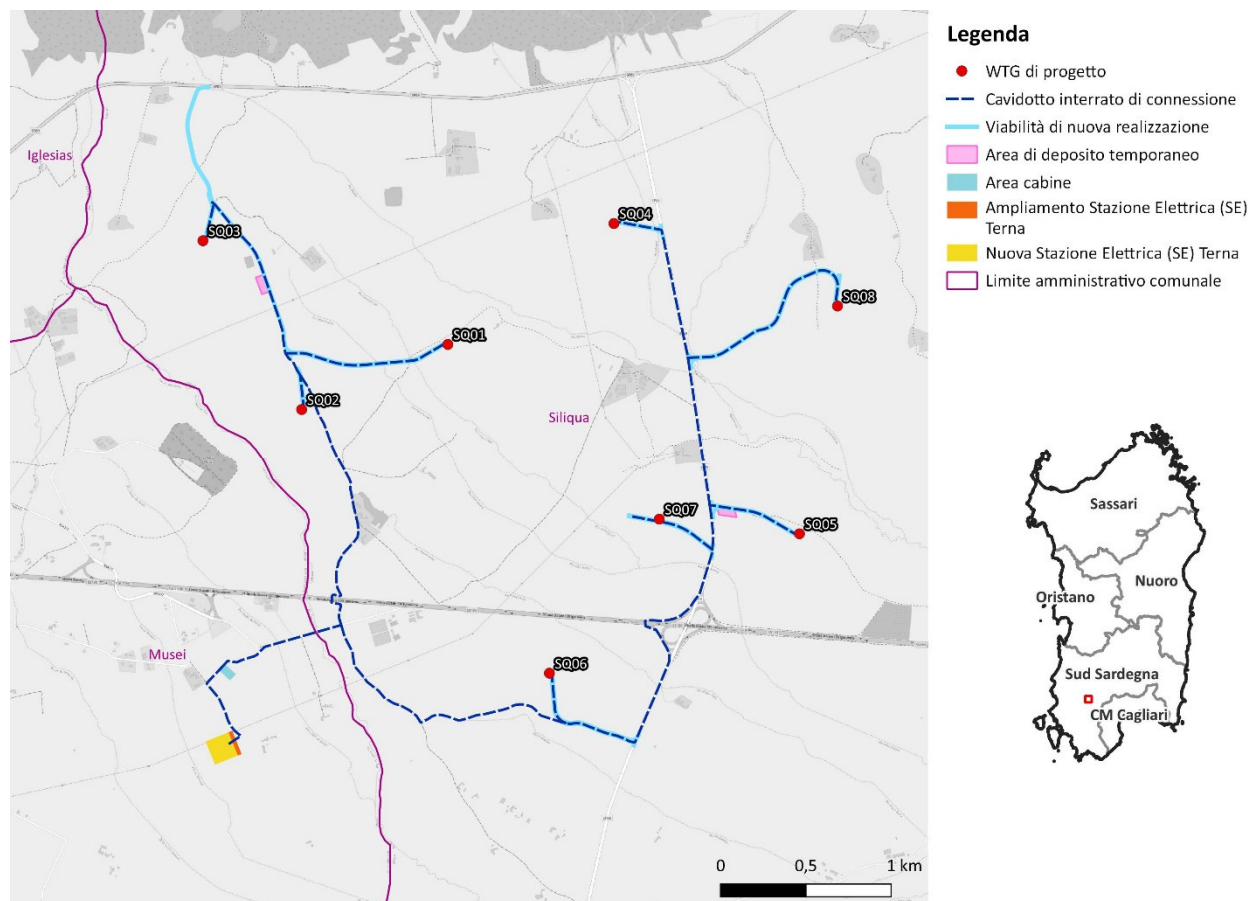 Legenda
WTG di progetto
Cavidotto interrato di connessione
Viabilità di nuova realizzazione
Area di deposito temporaneo
Area cabine
Ampliamento Stazione Elettrica (SE)
Terna
Nuova Stazione Elettrica (SE) Terna
Limite amministrativo comunale
Iglesias
SQ03
SQ04
SQ08
SQ01
SQ02
Siliqua
SQ07
SQ05
Musei
SQ06
0 0,5 1 km
Sassari
Nuoro
Oristano
Sud Sardegna
CM Cagliari